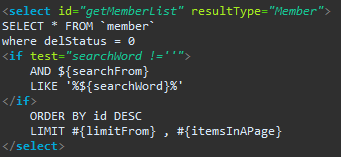 <select id="getMemberList" resultType="Member">
SELECT * FROM `member`
where delStatus = 0
<if test="searchWord !=''">
    AND ${searchFrom}
    LIKE '%${searchWord}%'
</if>
    ORDER BY id DESC
    LIMIT #{limitFrom} , #{itemsInAPage}
</select>